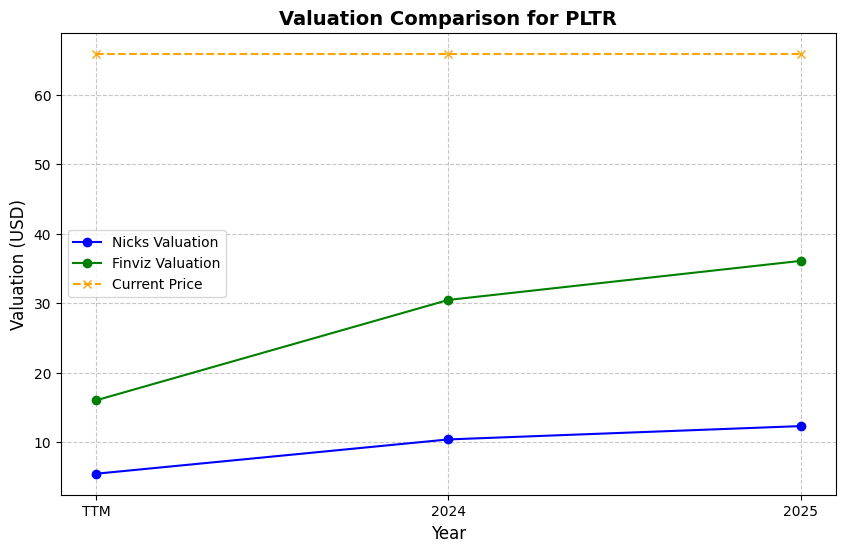 Valuation Comparison for PLTR
Valuation (USD)
60
50
40
30
20
10
Nicks Valuation
Finviz Valuation
Current Price
TTM 2024 2025
Year